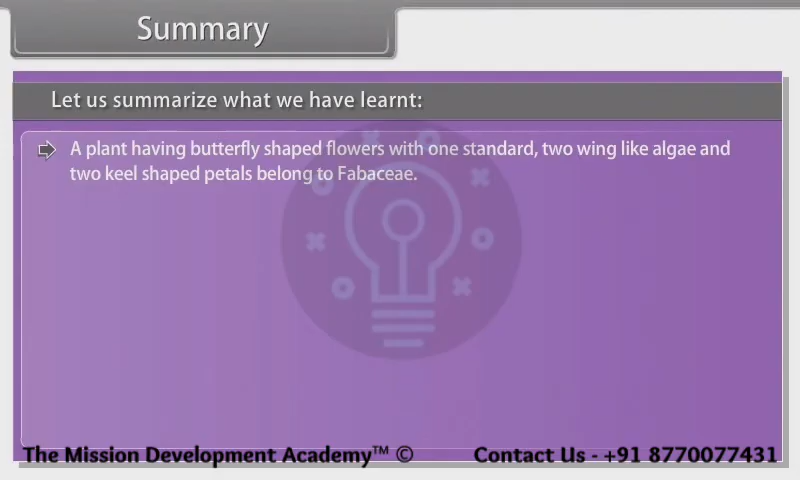 Summary
Let us summarize what we have learnt:
A plant having butterfly shaped flowers with one standard, two wing like algae and
two keel shaped petals belong to Fabaceae.
The Mission Development Academy™ © Contact Us - +91 8770077431